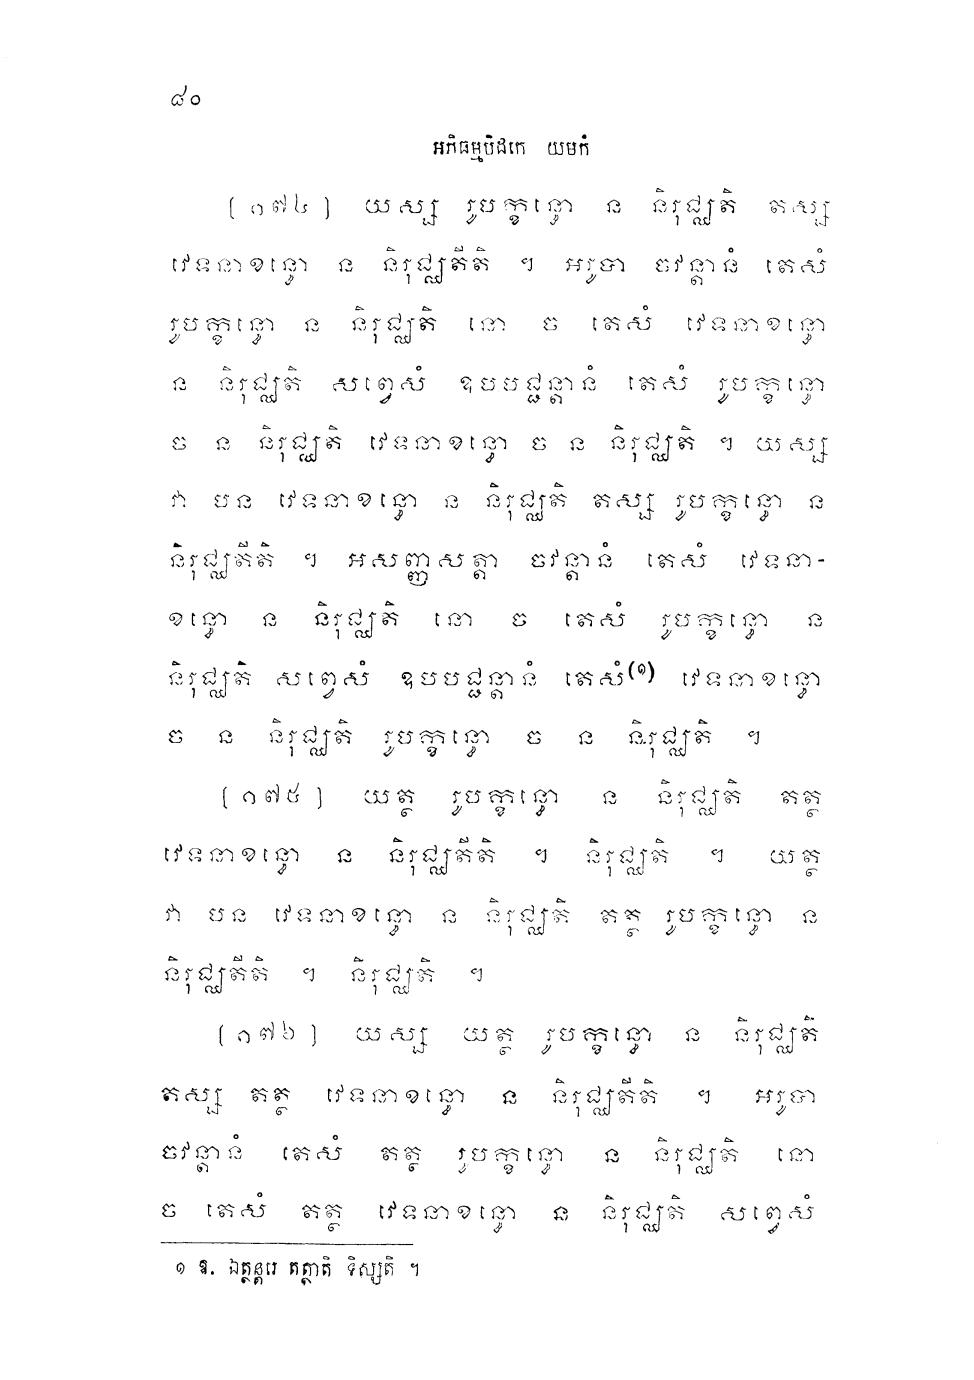 ៨០
អភិធម្មបិដកេ យមកំ
[១៧៤] យស្ស រូបក្ខន្ធោ ន និរុជ្ឈតិ តស្ស
វេទនាខន្ធោ ន និរុជ្ឈតីតិ ។ អរូបា ចវន្តានំ តេសំ
រូបក្ខន្ធោ ន និរុជ្ឈតិ នោ ច តេសំ វេទនាខន្ធោ
ន និរុជ្ឈតិ សព្វេសំ ឧបបជ្ជន្តានំ តេសំ រូបក្ខន្ធោ
ច ន និរុជ្ឈតិ វេទនាខន្ធោ ច ន និរុជ្ឈតិ ។ យស្ស
វា បន វេទនាខន្ធោ ន និរុជ្ឈតិ តស្ស រូបក្ខន្ធោ ន
និរុជ្ឈតីតិ ។ អសញ្ញសត្តា ចវន្តានំ តេសំ វេទនា-
ខន្ធោ ន និរុជ្ឈតិ នោ ច តេសំ រូបក្ខន្ធោ ន
និរុជ្ឈតិ សព្វេសំ ឧបបជ្ជន្តានំ តេសំ(១) វេទនាខន្ធោ
ច ន និរុជ្ឈតិ រូបក្ខន្ធោ ច ន និរុជ្ឈតិ ។
[១៧៥] យត្ថ រូបក្ខន្ធោ ន និរុជ្ឈតិ តត្ថ
វេទនាខន្ធោ ន និរុជ្ឈតីតិ ។ និរុជ្ឈតិ ។ យត្ថ
វា បន វេទនាខន្ធោ ន និរុជ្ឈតិ តត្ថ រូបក្ខន្ធោ ន
និរុជ្ឈតីតិ ។ និរុជ្ឈតិ ។
[១៧៦] យស្ស យត្ថ រូបក្ខន្ធោ ន និរុជ្ឈតិ
តស្ស តត្ថ វេទនាខន្ធោ ន និរុជ្ឈតីតិ ។ អរូបា
ចវន្តានំ តេសំ តត្ថ រូបក្ខន្ធោ ន និរុជ្ឈតិ នោ
ច តេសំ តត្ថ វេទនាខន្ធោ ន និរុជ្ឈតិ សព្វេសំ
១ ឱ. ឯត្ថន្តរេ តត្ថាតិ ទិស្សតិ ។